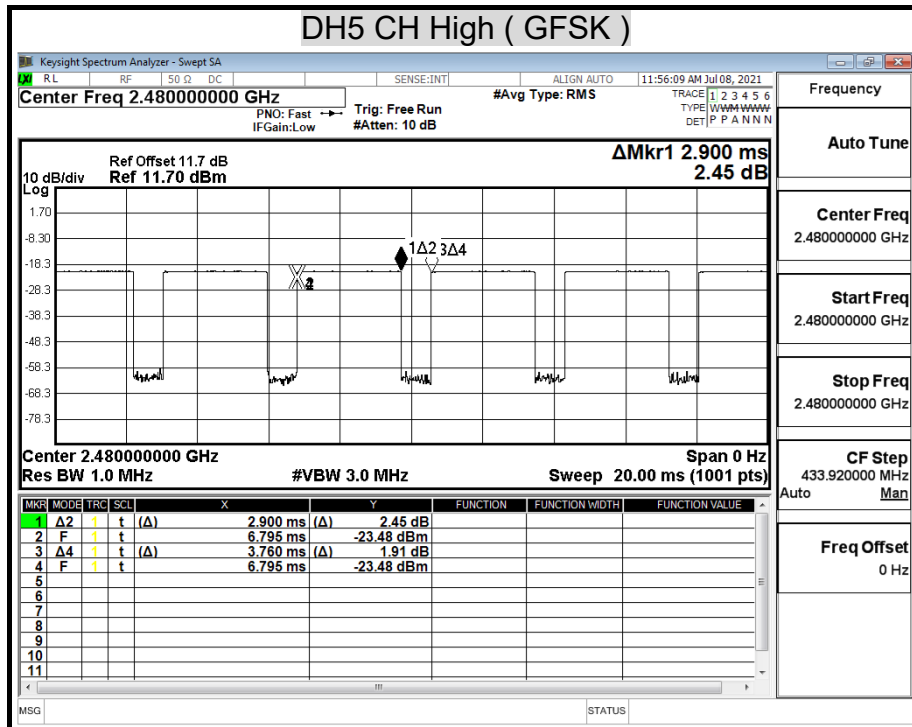 DH5 CH High ( GFSK )
Keysight Spectrum Analyzer - Swept SA
LXI RL RF 50 Ω DC SENSE:INT ALIGN AUTO 11:56:09 AM Jul 08, 2021
Center Freq 2.480000000 GHz
PNO: Fast
IFGain:Low
Trig: Free Run
#Atten: 10 dB
#Avg Type: RMS
TRACE 1 2 3 4 5 6
TYPE WWMWWW
DET P P A N N N
Ref Offset 11.7 dB
Ref 11.70 dBm
10 dB/div
Log
ΔMkr1 2.900 ms
2.45 dB
1.70
-8.30
-18.3
-28.3
-38.3
-48.3
-58.3
-68.3
-78.3
1Δ2 3Δ4
Center 2.480000000 GHz Span 0 Hz
Res BW 1.0 MHz #VBW 3.0 MHz Sweep 20.00 ms (1001 pts)
MKR MODE TRC SCL X Y FUNCTION FUNCTION WIDTH FUNCTION VALUE
1 Δ2 1 t (Δ) 2.900 ms (Δ) 2.45 dB
2 F 1 t 6.795 ms -23.48 dBm
3 Δ4 1 t (Δ) 3.760 ms (Δ) 1.91 dB
4 F 1 t 6.795 ms -23.48 dBm
5
6
7
8
9
10
11
MSG STATUS
Frequency
Auto Tune
Center Freq
2.480000000 GHz
Start Freq
2.480000000 GHz
Stop Freq
2.480000000 GHz
CF Step
433.920000 MHz
Auto Man
Freq Offset
0 Hz